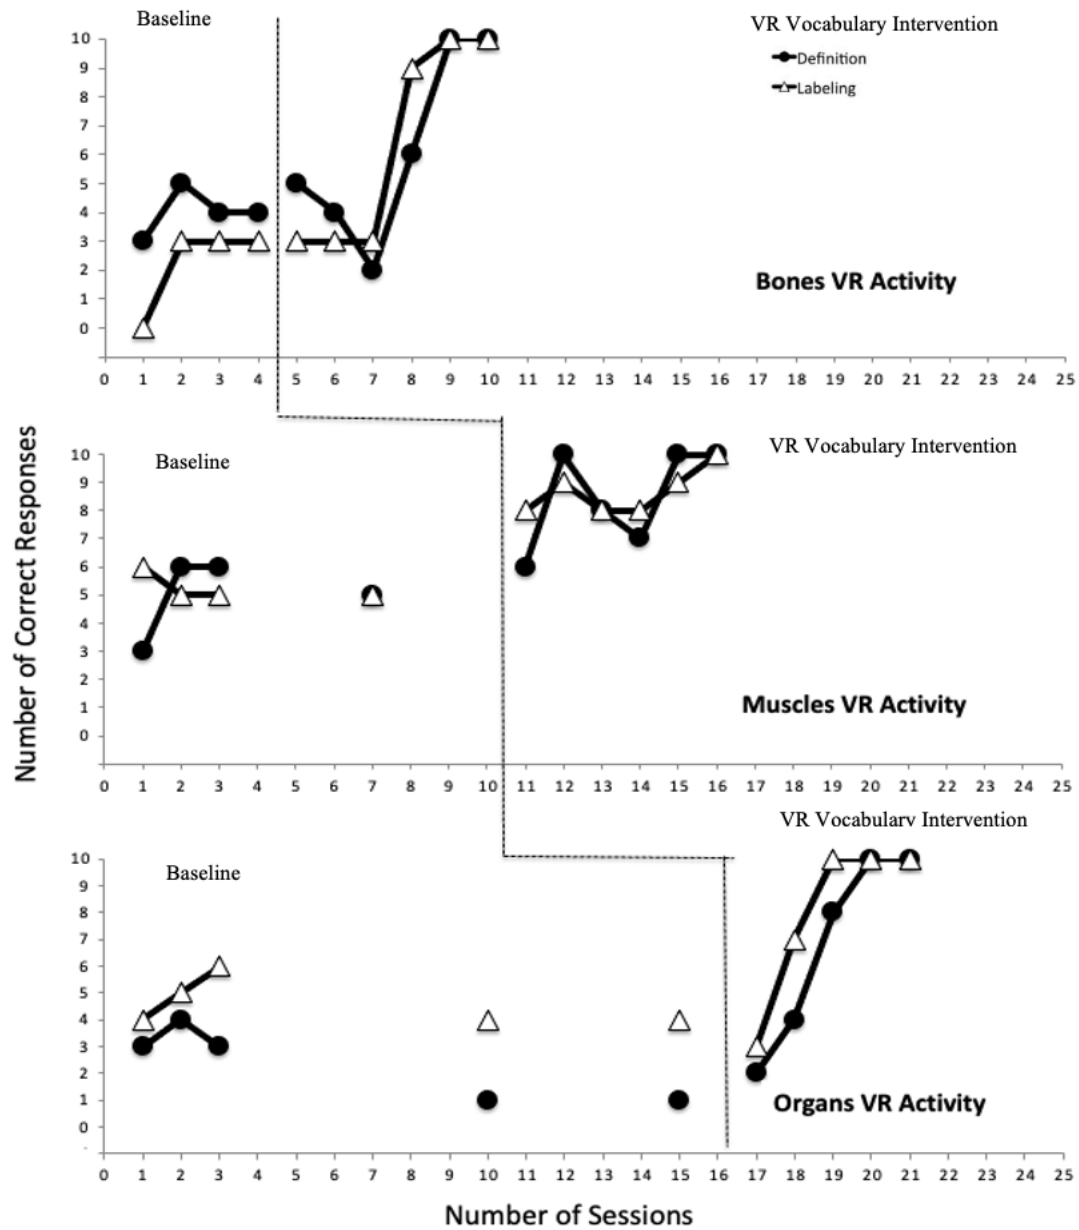 Baseline
VR Vocabulary Intervention
Definition
Labeling
10
9
8
7
6
5
4
3
2
1
0
Bones VR Activity
0 1 2 3 4 5 6 7 8 9 10 11 12 13 14 15 16 17 18 19 20 21 22 23 24 25
Number of Correct Responses
Baseline
VR Vocabulary Intervention
10
9
8
7
6
5
4
3
2
1
0
Muscles VR Activity
0 1 2 3 4 5 6 7 8 9 10 11 12 13 14 15 16 17 18 19 20 21 22 23 24 25
Baseline
VR Vocabulary Intervention
10
9
8
7
6
5
4
3
2
1
0
Organs VR Activity
0 1 2 3 4 5 6 7 8 9 10 11 12 13 14 15 16 17 18 19 20 21 22 23 24 25
Number of Sessions